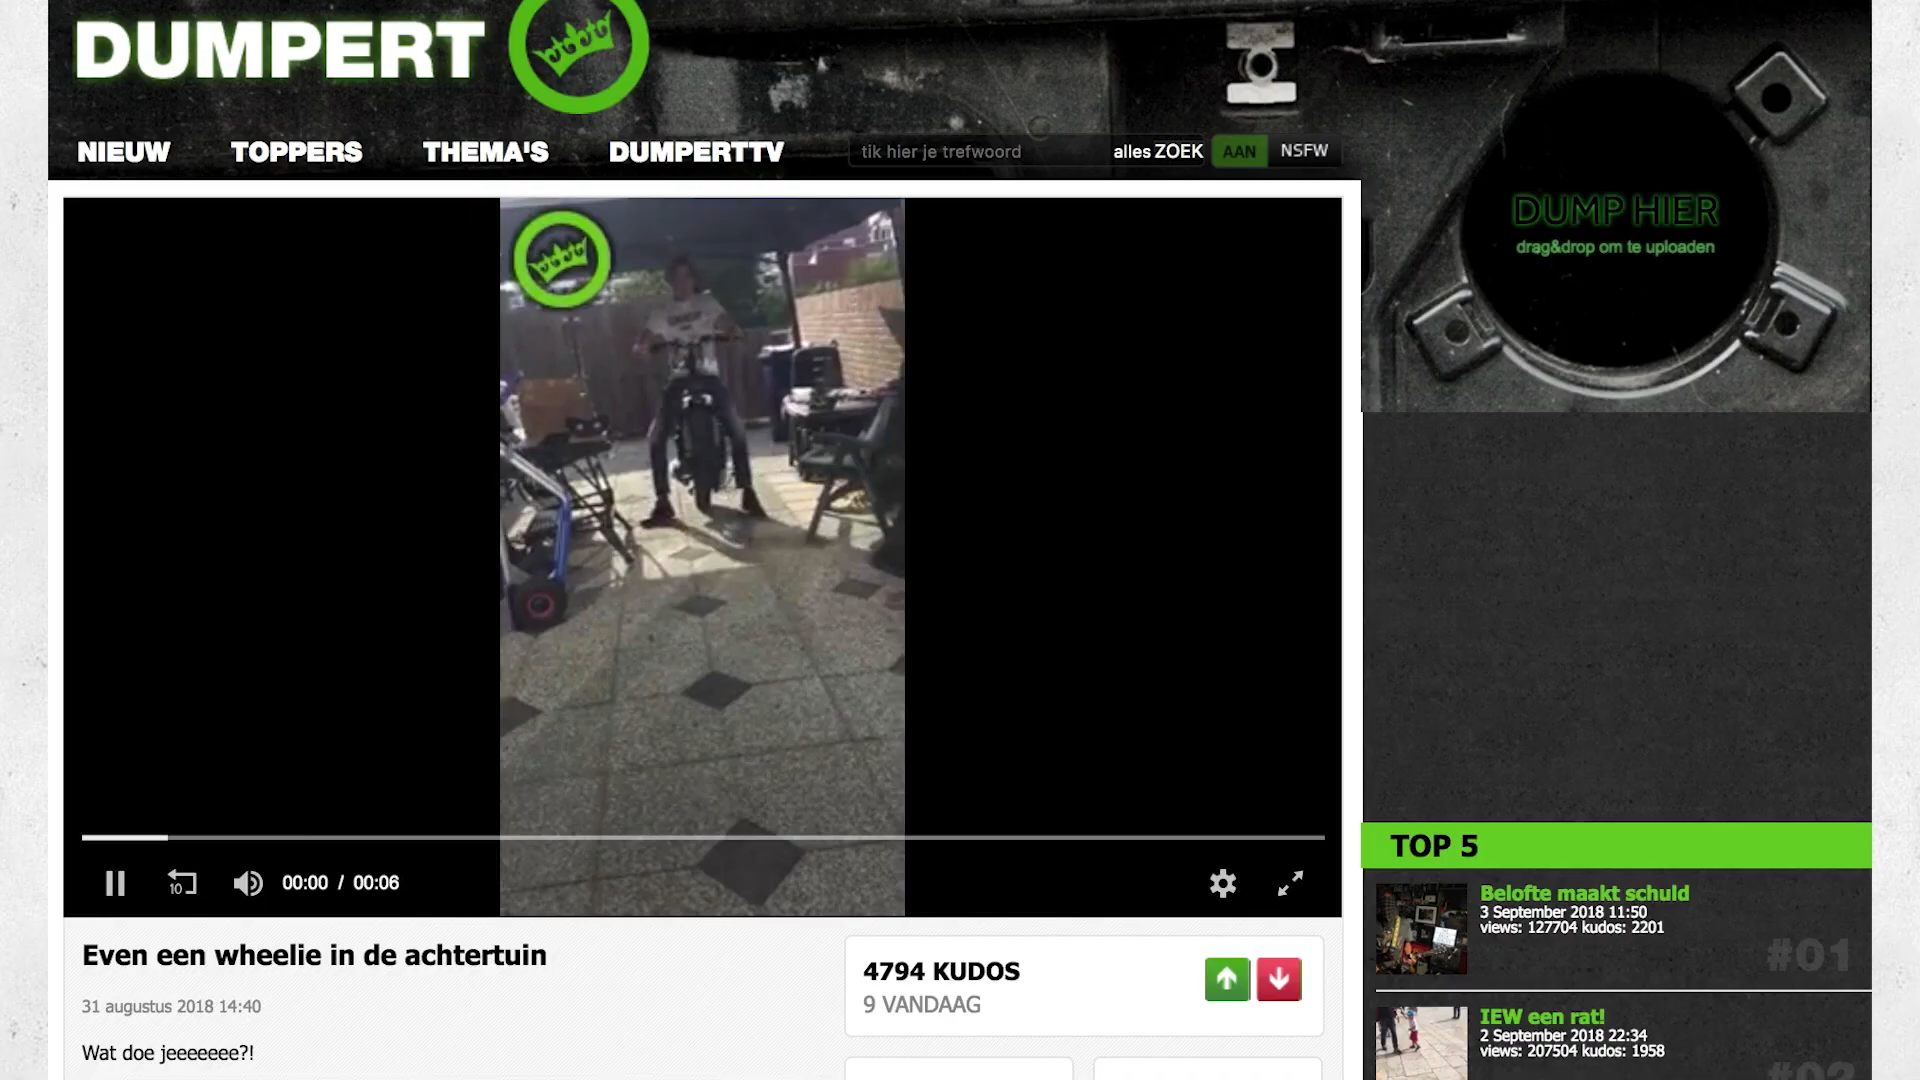 DUMPERT
NIEUW
TOPPERS
THEMA'S
DUMPERTTV
tik hier je trefwoord
alles ZOEK
AAN
NSFW
DUMP HIER
drag&drop om te uploaden
10
00:00 / 00:06
Even een wheelie in de achtertuin
31 augustus 2018 14:40
Wat doe jeeeeeee?!
4794 KUDOS
9 VANDAAG
TOP 5
Belofte maakt schuld
3 September 2018 11:50
views: 127704 kudos: 2201
#01
IEW een rat!
2 September 2018 22:34
views: 207504 kudos: 1958
#02